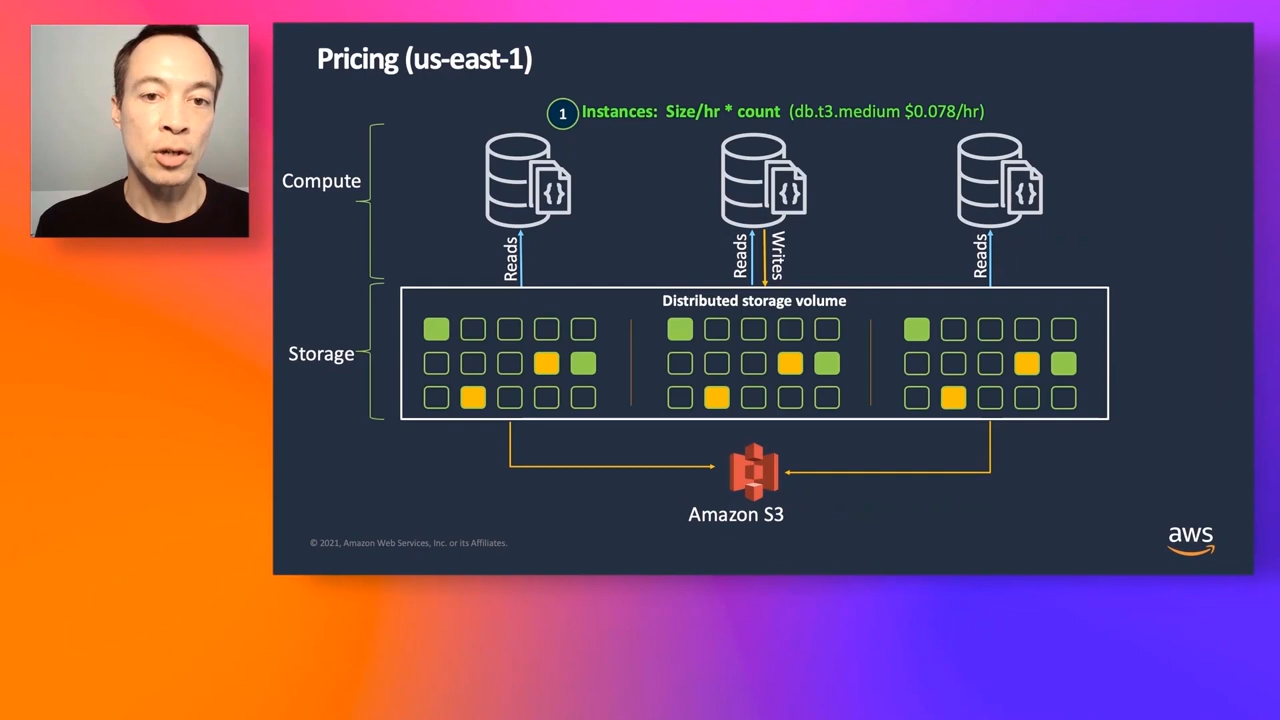 Pricing (us-east-1)
1 Instances: Size/hr * count (db.t3.medium $0.078/hr)
Compute
Reads
Reads
Writes
Reads
Storage
Distributed storage volume
Amazon S3
© 2021, Amazon Web Services, Inc. or its Affiliates.
aws